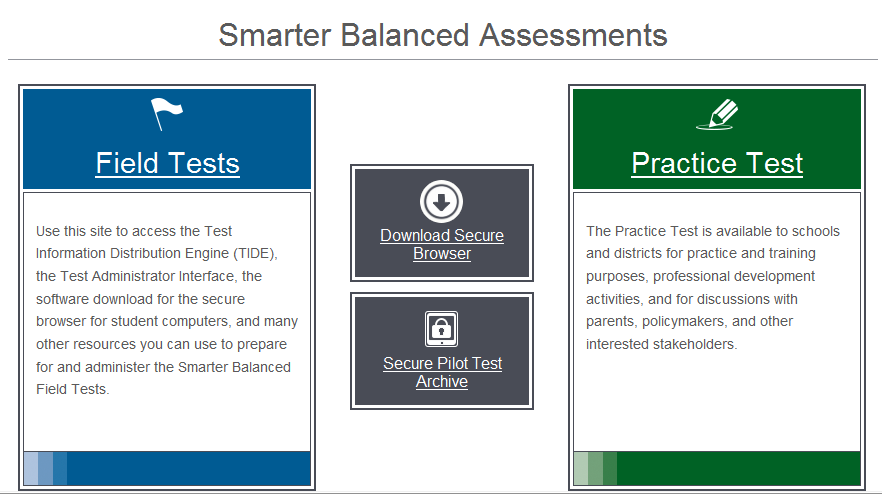 Smarter Balanced Assessments
Field Tests
Use this site to access the Test
Information Distribution Engine (TIDE),
the Test Administrator Interface, the
software download for the secure
browser for student computers, and many
other resources you can use to prepare
for and administer the Smarter Balanced
Field Tests.
Download Secure
Browser
Secure Pilot Test
Archive
Practice Test
The Practice Test is available to schools
and districts for practice and training
purposes, professional development
activities, and for discussions with
parents, policymakers, and other
interested stakeholders.